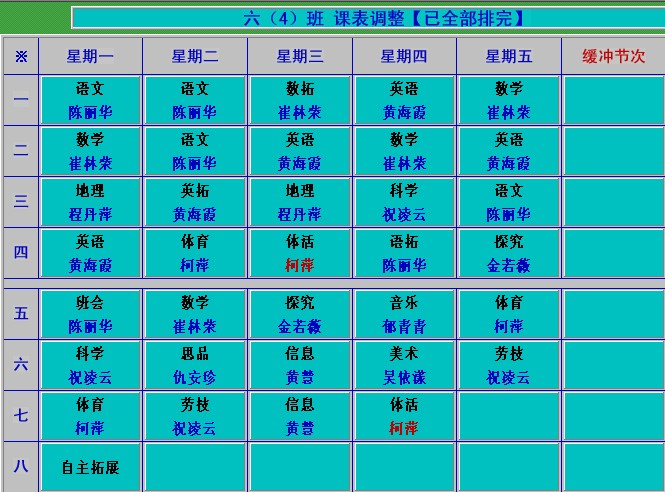 六（4）班 课表调整【已全部排完】
※ 星期一 星期二 星期三 星期四 星期五 缓冲节次
一 语文 语文 数拓 英语 数学
陈丽华 陈丽华 崔林荣 黄海霞 崔林荣
二 数学 语文 英语 数学 英语
崔林荣 陈丽华 黄海霞 崔林荣 黄海霞
三 地理 英拓 地理 科学 语文
程丹萍 黄海霞 程丹萍 祝凌云 陈丽华
四 英语 体育 体活 语拓 探究
黄海霞 柯萍 柯萍 陈丽华 金若薇
五 班会 数学 探究 音乐 体育
陈丽华 崔林荣 金若薇 郁青青 柯萍
六 科学 思品 信息 美术 劳技
祝凌云 仇安珍 黄慧 吴依谍 祝凌云
七 体育 劳技 信息 体活
柯萍 祝凌云 黄慧 柯萍
八 自主拓展